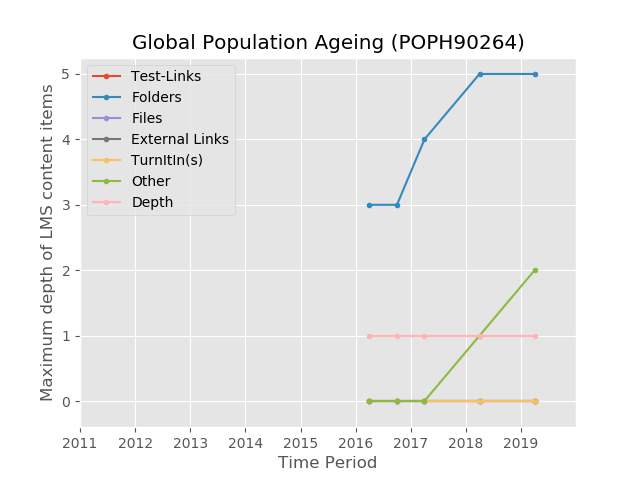 Global Population Ageing (POPH90264)
Maximum depth of LMS content items
5
4
3
2
1
0
Test-Links
Folders
Files
External Links
TurnItIn(s)
Other
Depth
2011 2012 2013 2014 2015 2016 2017 2018 2019
Time Period